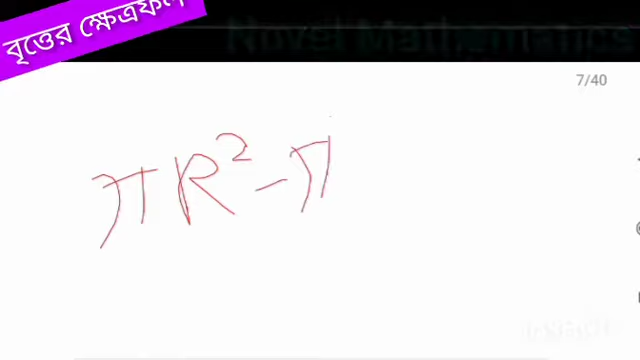 বৃত্তের ক্ষেত্রফল
Novel Mathematics
7/40
πR² - π